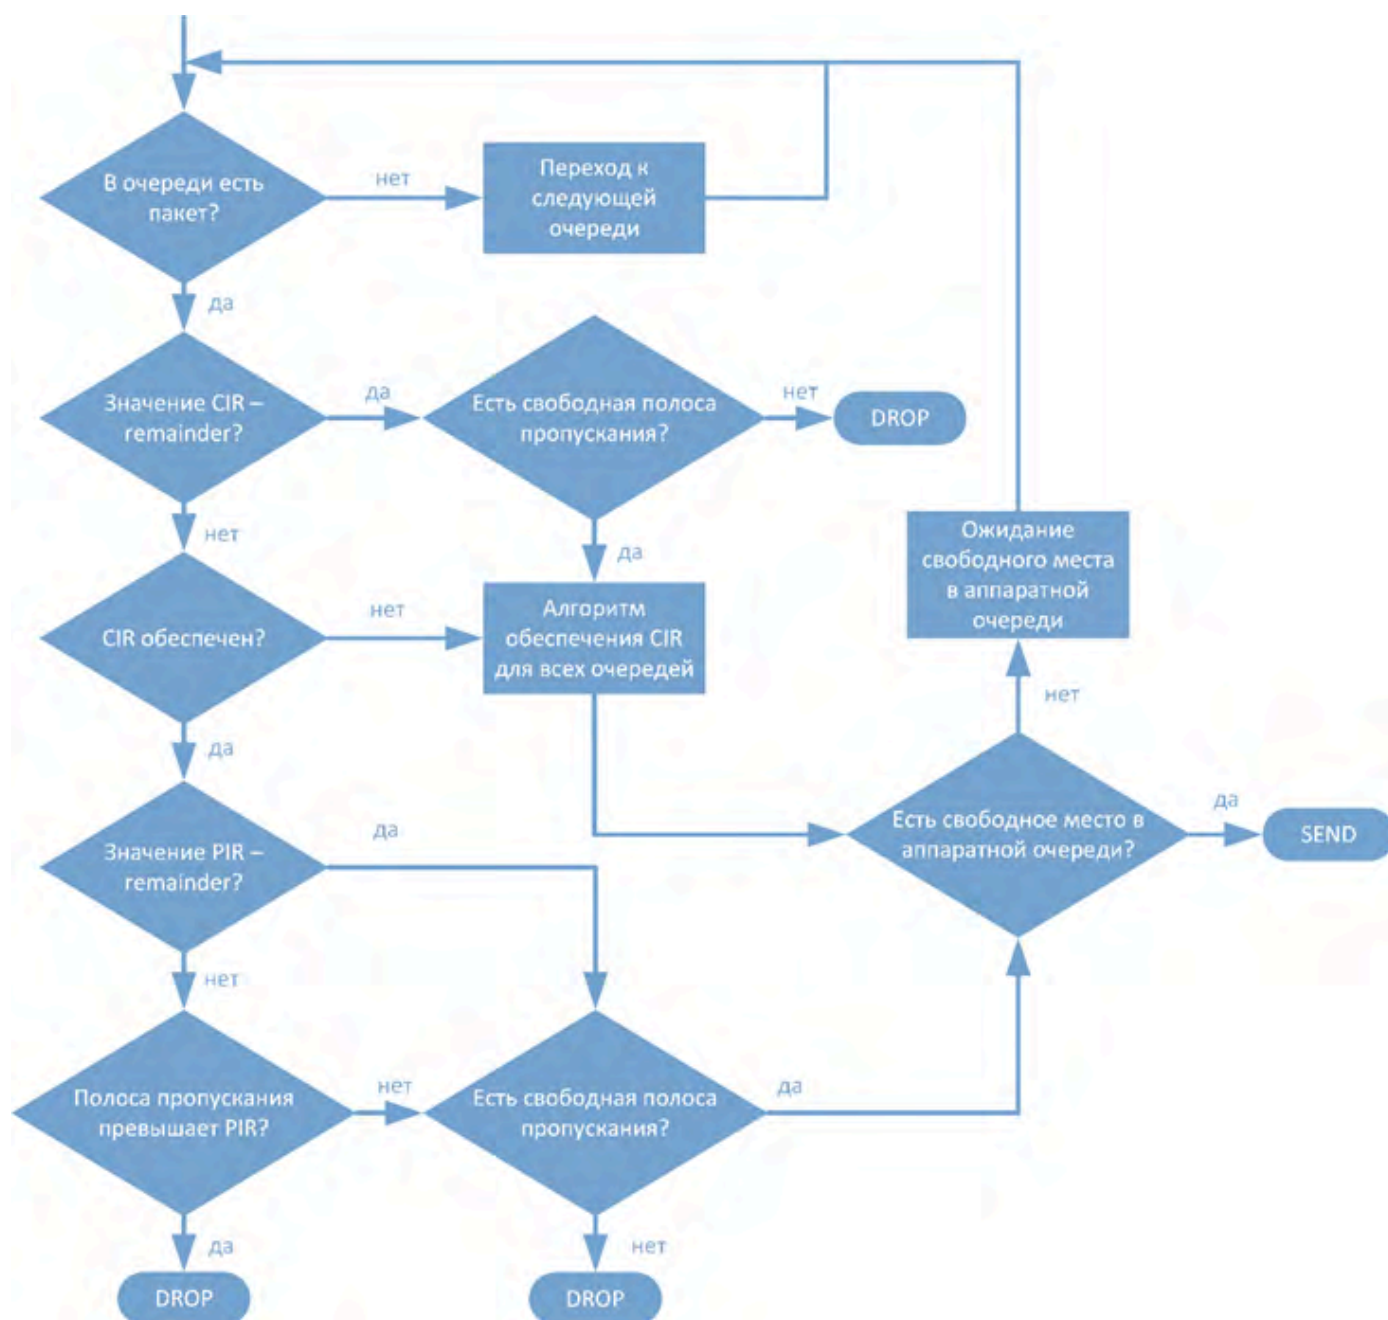 В очереди есть
пакет?
нет
Переход к
следующей
очереди
да
Значение CIR –
remainder?
да
Есть свободная полоса
пропускания?
нет
DROP
нет
да
CIR обеспечен?
нет
Алгоритм
обеспечения CIR
для всех очередей
Ожидание
свободного места
в аппаратной
очереди
нет
да
Значение PIR –
remainder?
да
Есть свободное место в
аппаратной очереди?
да
SEND
нет
Полоса пропускания
превышает PIR?
нет
Есть свободная полоса
пропускания?
да
да
DROP
нет
DROP